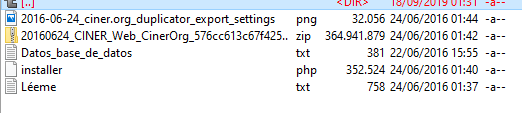 [..] <DIR> 18/09/2019 01:31 -a--
2016-06-24_ciner.org_duplicator_export_settings png 32.056 24/06/2016 01:44 -a--
20160624_CINER_Web_CinerOrg_576cc613c67f425.. zip 364.941.879 24/06/2016 01:42 -a--
Datos_base_de_datos txt 381 22/06/2016 15:55 -a--
installer php 352.524 24/06/2016 01:40 -a--
Léeme txt 758 24/06/2016 01:37 -a--